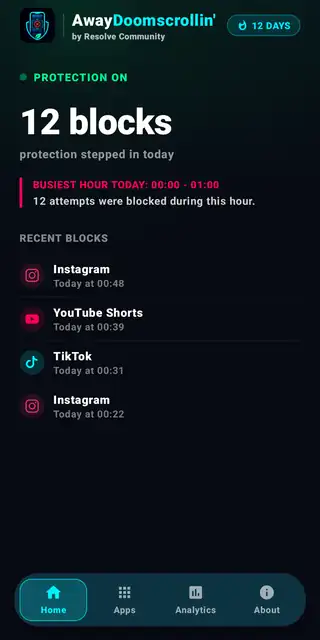 AwayDoomscrollin'
by Resolve Community
12 DAYS
PROTECTION ON
12 blocks
protection stepped in today
BUSIEST HOUR TODAY: 00:00 - 01:00
12 attempts were blocked during this hour.
RECENT BLOCKS
Instagram
Today at 00:48
YouTube Shorts
Today at 00:39
TikTok
Today at 00:31
Instagram
Today at 00:22
Home
Apps
Analytics
About